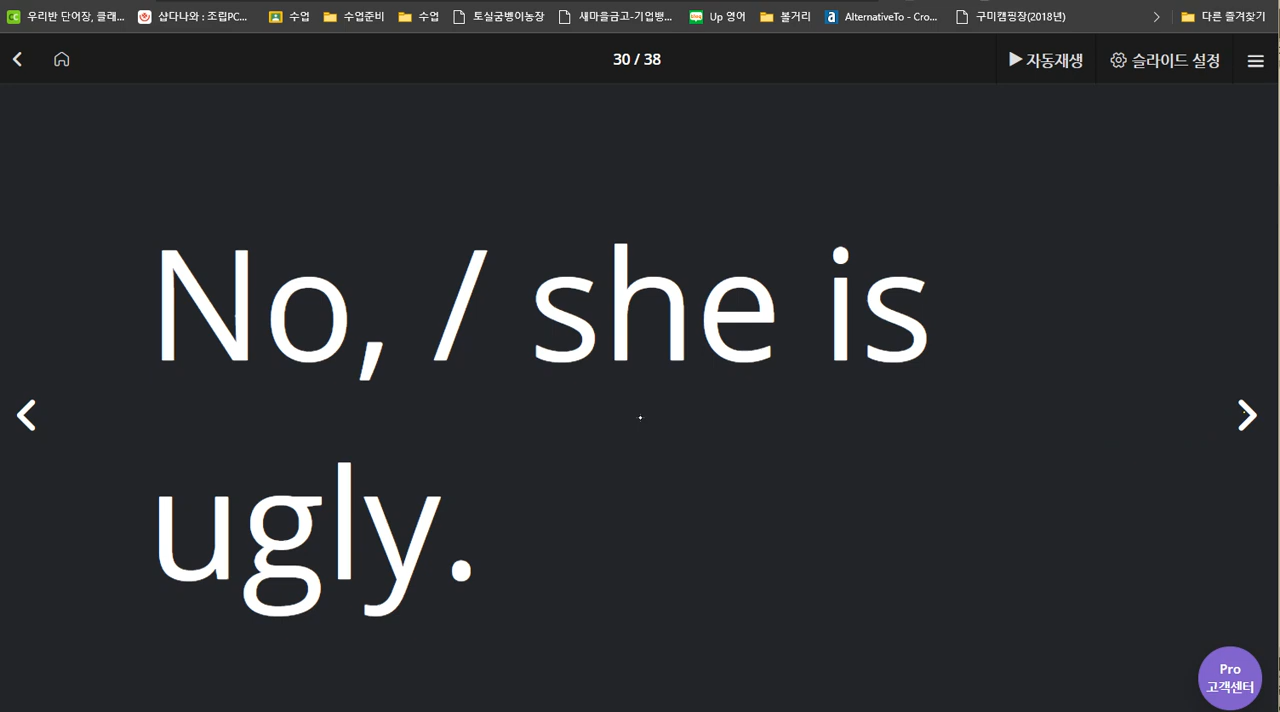 우리반 단어장, 클래... 샵다나와 : 조립PC... 수업 수업준비 수업 토실굼벵이농장 새마을금고-기업뱅... Up 영어 볼거리 AlternativeTo - Cro... 구미캠핑장(2018년) 다른 즐겨찾기
30 / 38 자동재생 슬라이드 설정
No, / she is
ugly.
Pro
고객센터